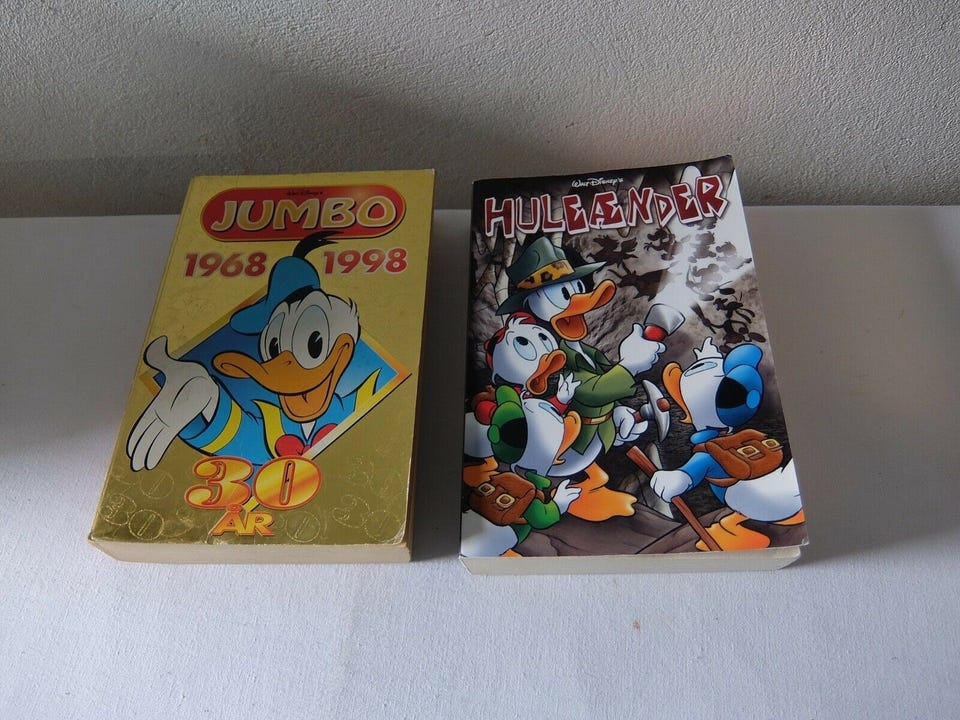 Walt Disney's
JUMBO
1968 1998
30
ÅR
Walt Disney's
HULEÆNDER